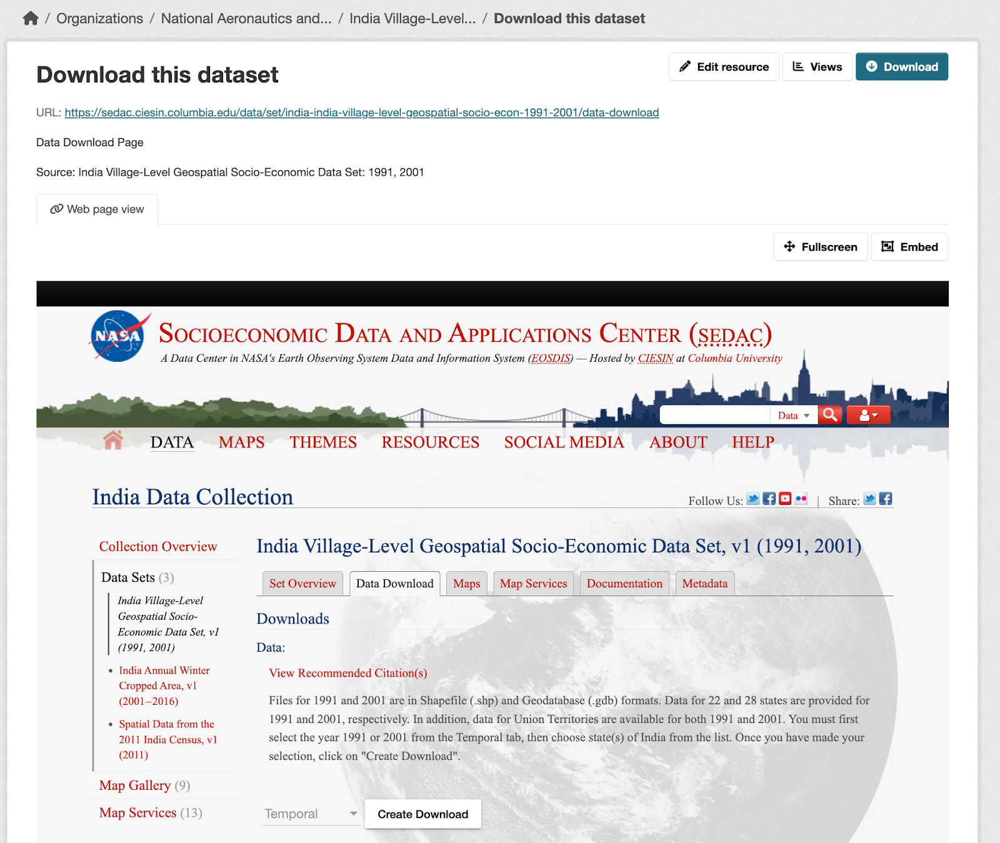 / Organizations / National Aeronautics and... / India Village-Level... / Download this dataset
Download this dataset
Edit resource
Views
Download
URL: https://sedac.ciesin.columbia.edu/data/set/india-india-village-level-geospatial-socio-econ-1991-2001/data-download
Data Download Page
Source: India Village-Level Geospatial Socio-Economic Data Set: 1991, 2001
Web page view
Fullscreen
Embed
NASA
Socioeconomic Data and Applications Center (sedac)
A Data Center in NASA's Earth Observing System Data and Information System (EOSDIS) — Hosted by CIESIN at Columbia University
Data
DATA MAPS THEMES RESOURCES SOCIAL MEDIA ABOUT HELP
India Data Collection
Follow Us: | Share:
Collection Overview
Data Sets (3)
India Village-Level
Geospatial Socio-
Economic Data Set, v1
(1991, 2001)
India Annual Winter
Cropped Area, v1
(2001–2016)
Spatial Data from the
2011 India Census, v1
(2011)
Map Gallery (9)
Map Services (13)
India Village-Level Geospatial Socio-Economic Data Set, v1 (1991, 2001)
Set Overview
Data Download
Maps
Map Services
Documentation
Metadata
Downloads
Data:
View Recommended Citation(s)
Files for 1991 and 2001 are in Shapefile (.shp) and Geodatabase (.gdb) formats. Data for 22 and 28 states are provided for
1991 and 2001, respectively. In addition, data for Union Territories are available for both 1991 and 2001. You must first
select the year 1991 or 2001 from the Temporal tab, then choose state(s) of India from the list. Once you have made your
selection, click on "Create Download".
Temporal
Create Download